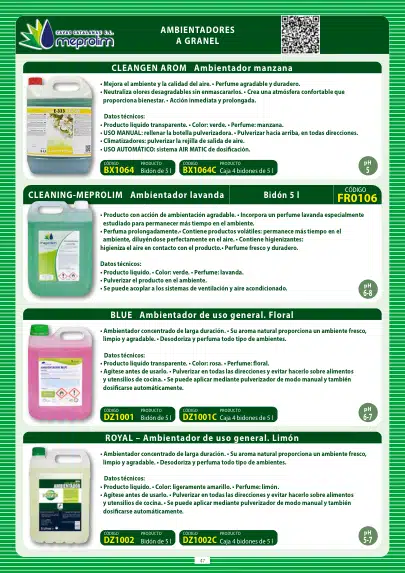 TAPAS CATALANAS S.L.
meprolim
AMBIENTADORES
A GRANEL
CLEANGEN AROM Ambientador manzana
• Mejora el ambiente y la calidad del aire. • Perfume agradable y duradero.
• Neutraliza olores desagradables sin enmascararlos. • Crea una atmósfera confortable que
proporciona bienestar. • Acción inmediata y prolongada.
Datos técnicos:
• Producto líquido transparente. • Color: verde. • Perfume: manzana.
• USO MANUAL: rellenar la botella pulverizadora. • Pulverizar hacia arriba, en todas direcciones.
• Climatizadores: pulverizar la rejilla de salida de aire.
• USO AUTOMÁTICO: sistema AIR MATIC de dosificación.
CÓDIGO PRODUCTO CÓDIGO PRODUCTO
BX1064 Bidón de 5 l BX1064C Caja 4 bidones de 5 l
pH
5
CLEANING-MEPROLIM Ambientador lavanda Bidón 5 l
CÓDIGO
FR0106
• Producto con acción de ambientación agradable. • Incorpora un perfume lavanda especialmente
estudiado para permanecer más tiempo en el ambiente.
• Perfuma prolongadamente.• Contiene productos volátiles: permanece más tiempo en el
ambiente, diluyéndose perfectamente en el aire. • Contiene higienizantes:
higieniza el aire en contacto con el producto.• Perfume fresco y duradero.
Datos técnicos:
• Producto líquido. • Color: verde. • Perfume: lavanda.
• Pulverizar el producto en el ambiente.
• Se puede acoplar a los sistemas de ventilación y aire acondicionado.
pH
6-8
BLUE Ambientador de uso general. Floral
• Ambientador concentrado de larga duración. • Su aroma natural proporciona un ambiente fresco,
limpio y agradable. • Desodoriza y perfuma todo tipo de ambientes.
Datos técnicos:
• Producto líquido transparente. • Color: rosa. • Perfume: floral.
• Agítese antes de usarlo. • Pulverizar en todas las direcciones y evitar hacerlo sobre alimentos
y utensilios de cocina. • Se puede aplicar mediante pulverizador de modo manual y también
dosificarse automáticamente.
CÓDIGO PRODUCTO CÓDIGO PRODUCTO
DZ1001 Bidón de 5 l DZ1001C Caja 4 bidones de 5 l
pH
6-7
ROYAL – Ambientador de uso general. Limón
• Ambientador concentrado de larga duración. • Su aroma natural proporciona un ambiente fresco,
limpio y agradable. • Desodoriza y perfuma todo tipo de ambientes.
Datos técnicos:
• Producto líquido. • Color: ligeramente amarillo. • Perfume: limón.
• Agítese antes de usarlo. • Pulverizar en todas las direcciones y evitar hacerlo sobre alimentos
y utensilios de cocina. • Se puede aplicar mediante pulverizador de modo manual y también
dosificarse automáticamente.
CÓDIGO PRODUCTO CÓDIGO PRODUCTO
DZ1002 Bidón de 5 l DZ1002C Caja 4 bidones de 5 l
pH
5-7
47